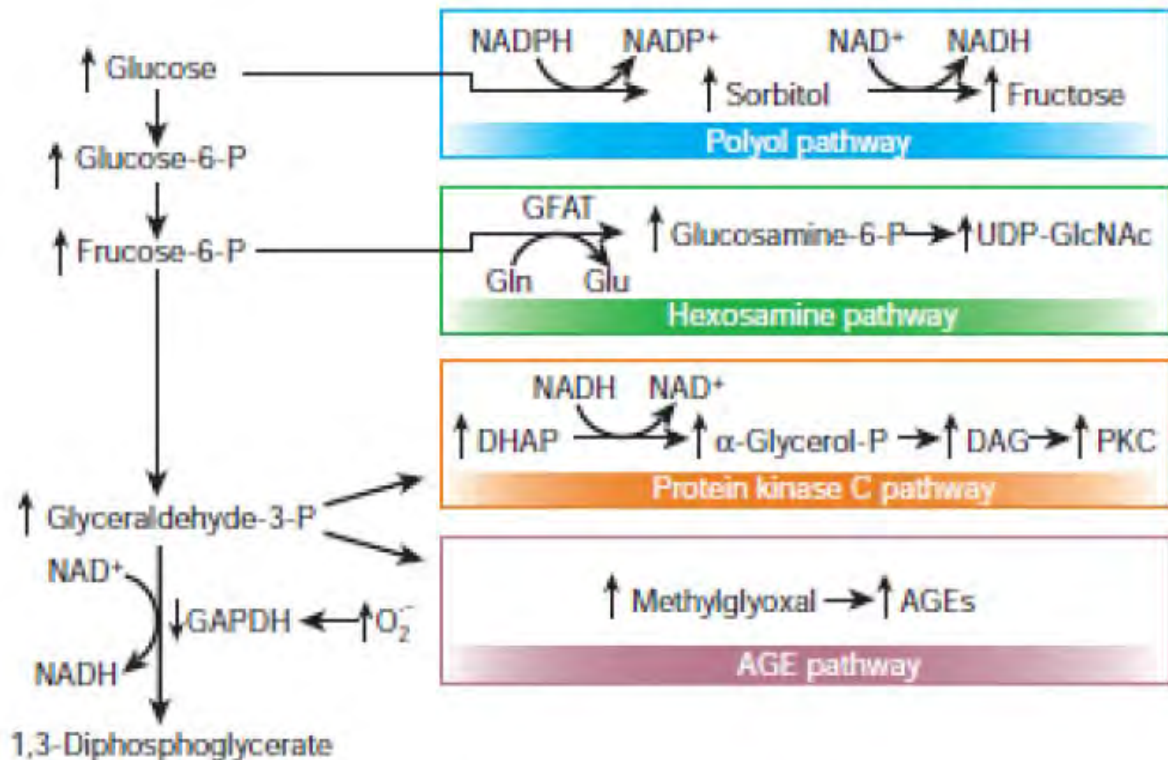 NADPH NADP+ NAD+ NADH
↑ Glucose
↑ Sorbitol ↑ Fructose
Polyol pathway
↑ Glucose-6-P
GFAT
↑ Frucose-6-P
↑ Glucosamine-6-P → ↑ UDP-GlcNAc
Gln Glu
Hexosamine pathway
NADH NAD+
↑ DHAP ↑ α-Glycerol-P → ↑ DAG → ↑ PKC
Protein kinase C pathway
↑ Glyceraldehyde-3-P
NAD+
↓ GAPDH ← ↑ O₂·⁻
NADH
↑ Methylglyoxal → ↑ AGEs
AGE pathway
1,3-Diphosphoglycerate